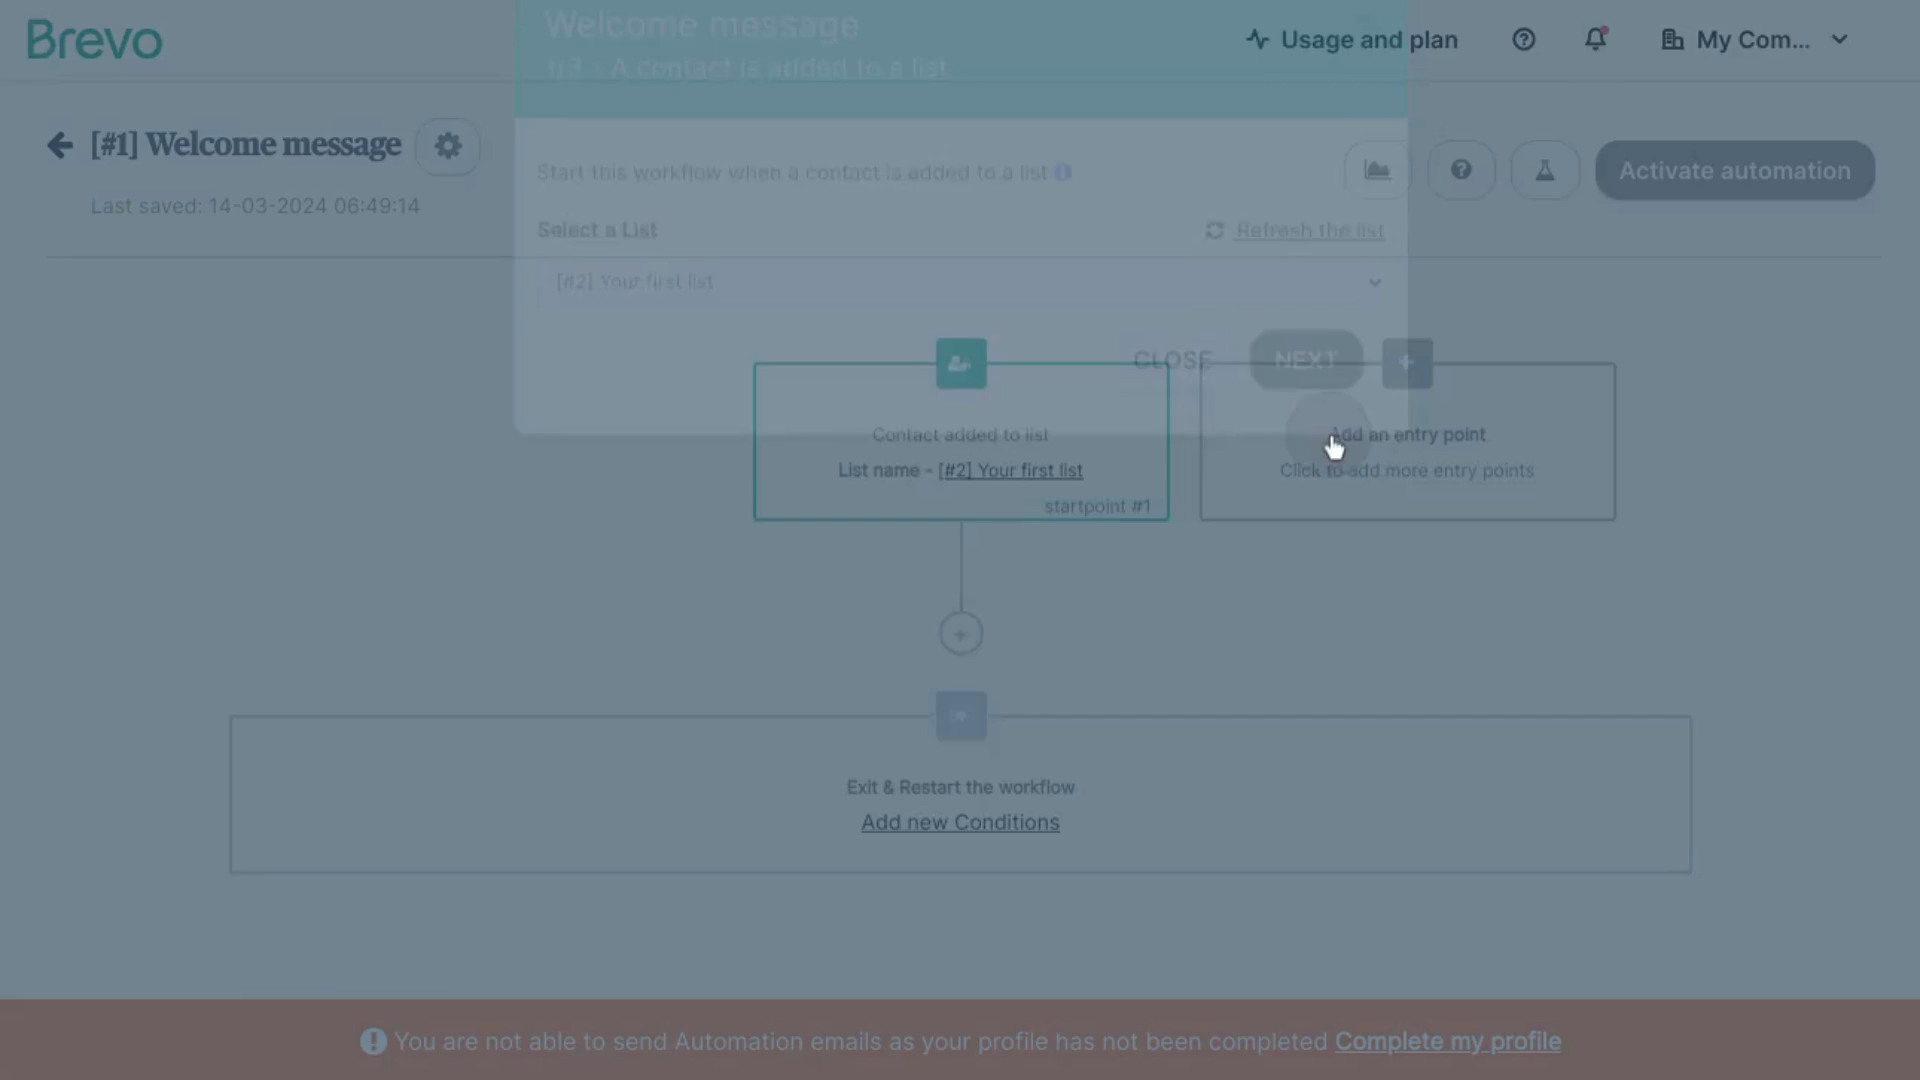 Brevo
Welcome message
1/3 : A contact is added to a list
Usage and plan
My Com...
[#1] Welcome message
Last saved: 14-03-2024 06:49:14
Activate automation
Start this workflow when a contact is added to a list
Select a List
Refresh the list
[#2] Your first list
CLOSE
NEXT
Contact added to list
List name - [#2] Your first list
startpoint #1
Add an entry point
Click to add more entry points
Exit & Restart the workflow
Add new Conditions
You are not able to send Automation emails as your profile has not been completed Complete my profile